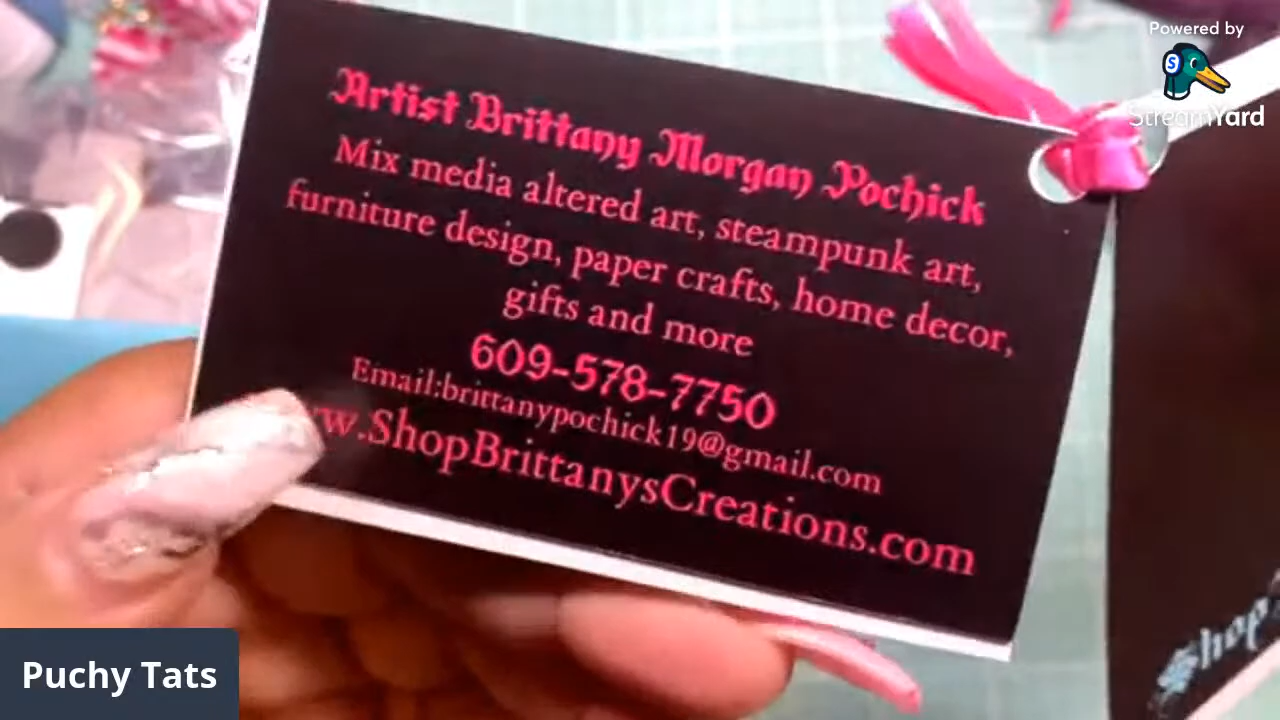 Powered by
StreamYard
Artist Brittany Morgan Pochick
Mix media altered art, steampunk art,
furniture design, paper crafts, home decor,
gifts and more
609-578-7750
Email:brittanypochick19@gmail.com
w.ShopBrittanysCreations.com
Shop
Puchy Tats